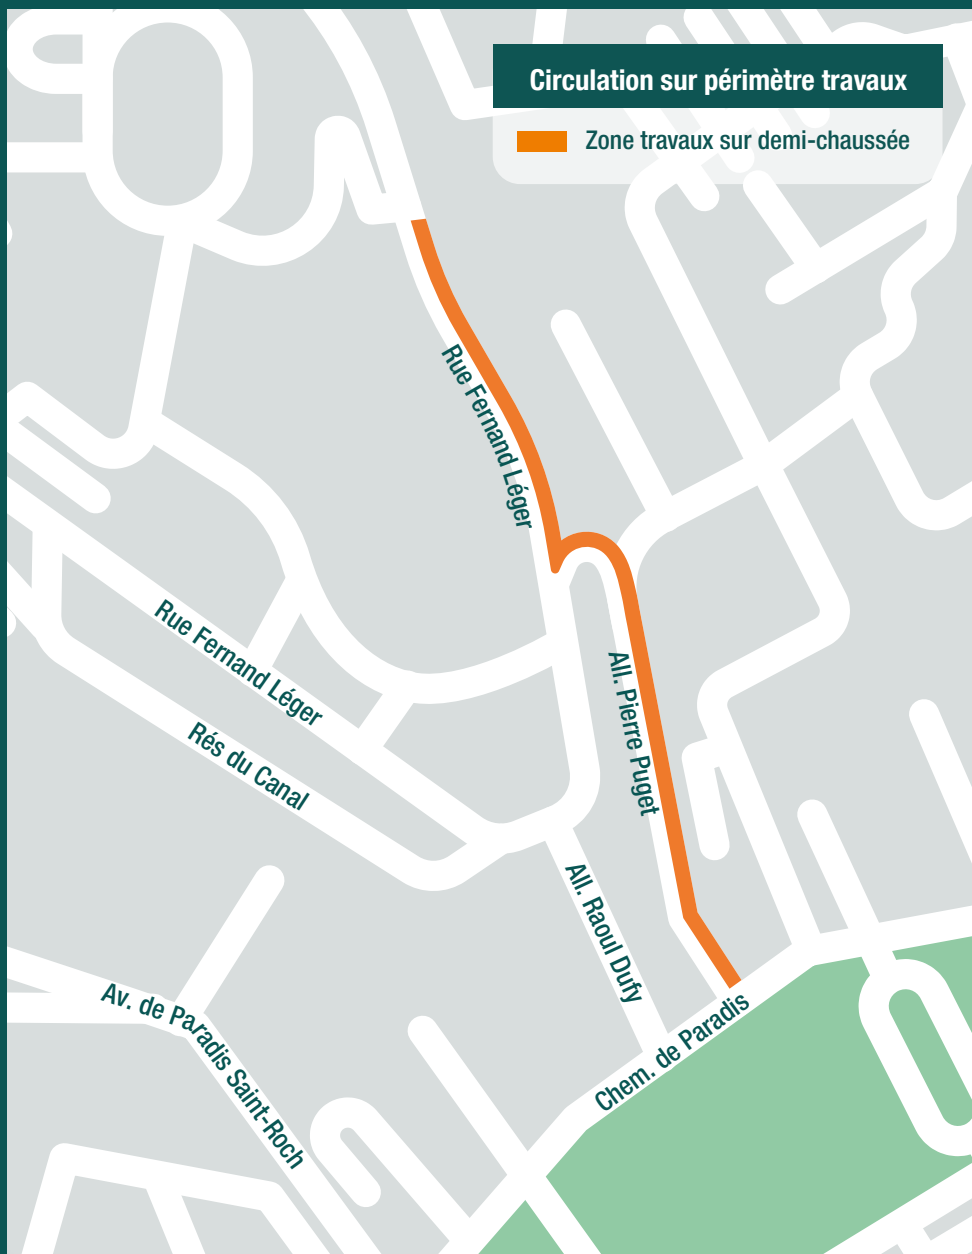 Circulation sur périmètre travaux
Zone travaux sur demi-chaussée
Rue Fernand Léger
Rue Fernand Léger
All. Pierre Puget
Rés du Canal
All. Raoul Dufy
Av. de Paradis Saint-Roch
Chem. de Paradis